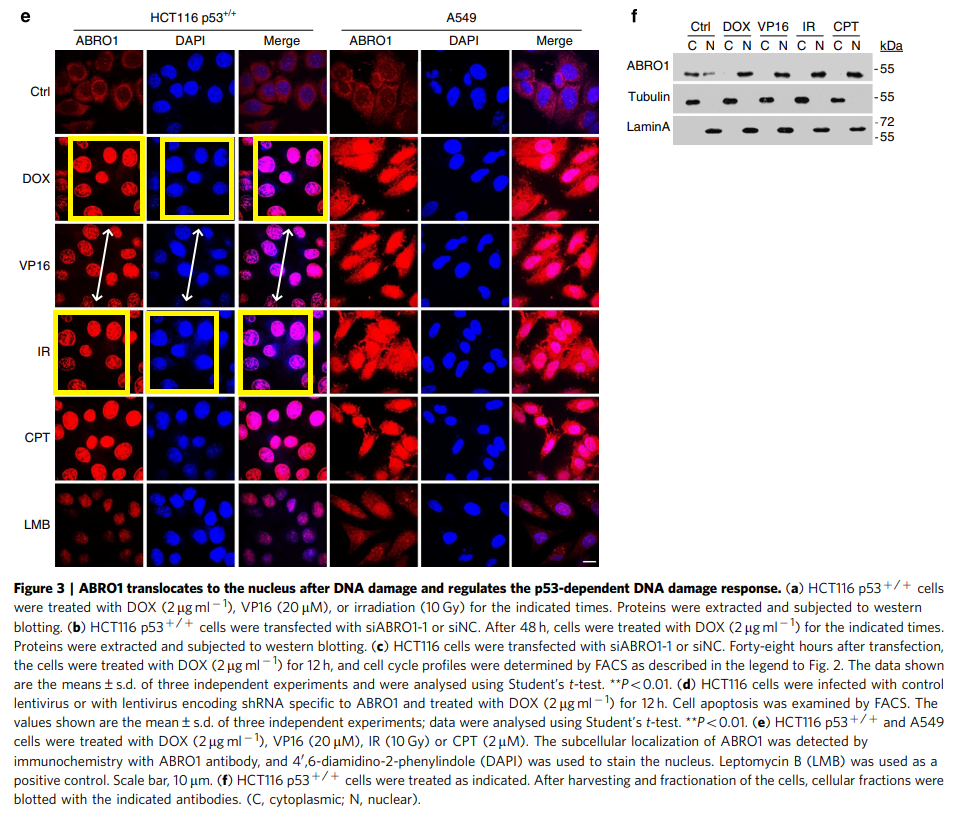 e
HCT116 p53+/+
A549
ABRO1 DAPI Merge ABRO1 DAPI Merge
Ctrl
DOX
VP16
IR
CPT
LMB
f
Ctrl DOX VP16 IR CPT
C N C N C N C N C N kDa
ABRO1 -55
Tubulin -55
LaminA -72
-55
Figure 3 | ABRO1 translocates to the nucleus after DNA damage and regulates the p53-dependent DNA damage response. (a) HCT116 p53+/+ cells
were treated with DOX (2 μg ml−1), VP16 (20 μM), or irradiation (10 Gy) for the indicated times. Proteins were extracted and subjected to western
blotting. (b) HCT116 p53+/+ cells were transfected with siABRO1-1 or siNC. After 48 h, cells were treated with DOX (2 μg ml−1) for the indicated times.
Proteins were extracted and subjected to western blotting. (c) HCT116 cells were transfected with siABRO1-1 or siNC. Forty-eight hours after transfection,
the cells were treated with DOX (2 μg ml−1) for 12 h, and cell cycle profiles were determined by FACS as described in the legend to Fig. 2. The data shown
are the means ± s.d. of three independent experiments and were analysed using Student's t-test. **P<0.01. (d) HCT116 cells were infected with control
lentivirus or with lentivirus encoding shRNA specific to ABRO1 and treated with DOX (2 μg ml−1) for 12 h. Cell apoptosis was examined by FACS. The
values shown are the mean ± s.d. of three independent experiments; data were analysed using Student's t-test. **P<0.01. (e) HCT116 p53+/+ and A549
cells were treated with DOX (2 μg ml−1), VP16 (20 μM), IR (10 Gy) or CPT (2 μM). The subcellular localization of ABRO1 was detected by
immunochemistry with ABRO1 antibody, and 4′,6-diamidino-2-phenylindole (DAPI) was used to stain the nucleus. Leptomycin B (LMB) was used as a
positive control. Scale bar, 10 μm. (f) HCT116 p53+/+ cells were treated as indicated. After harvesting and fractionation of the cells, cellular fractions were
blotted with the indicated antibodies. (C, cytoplasmic; N, nuclear).